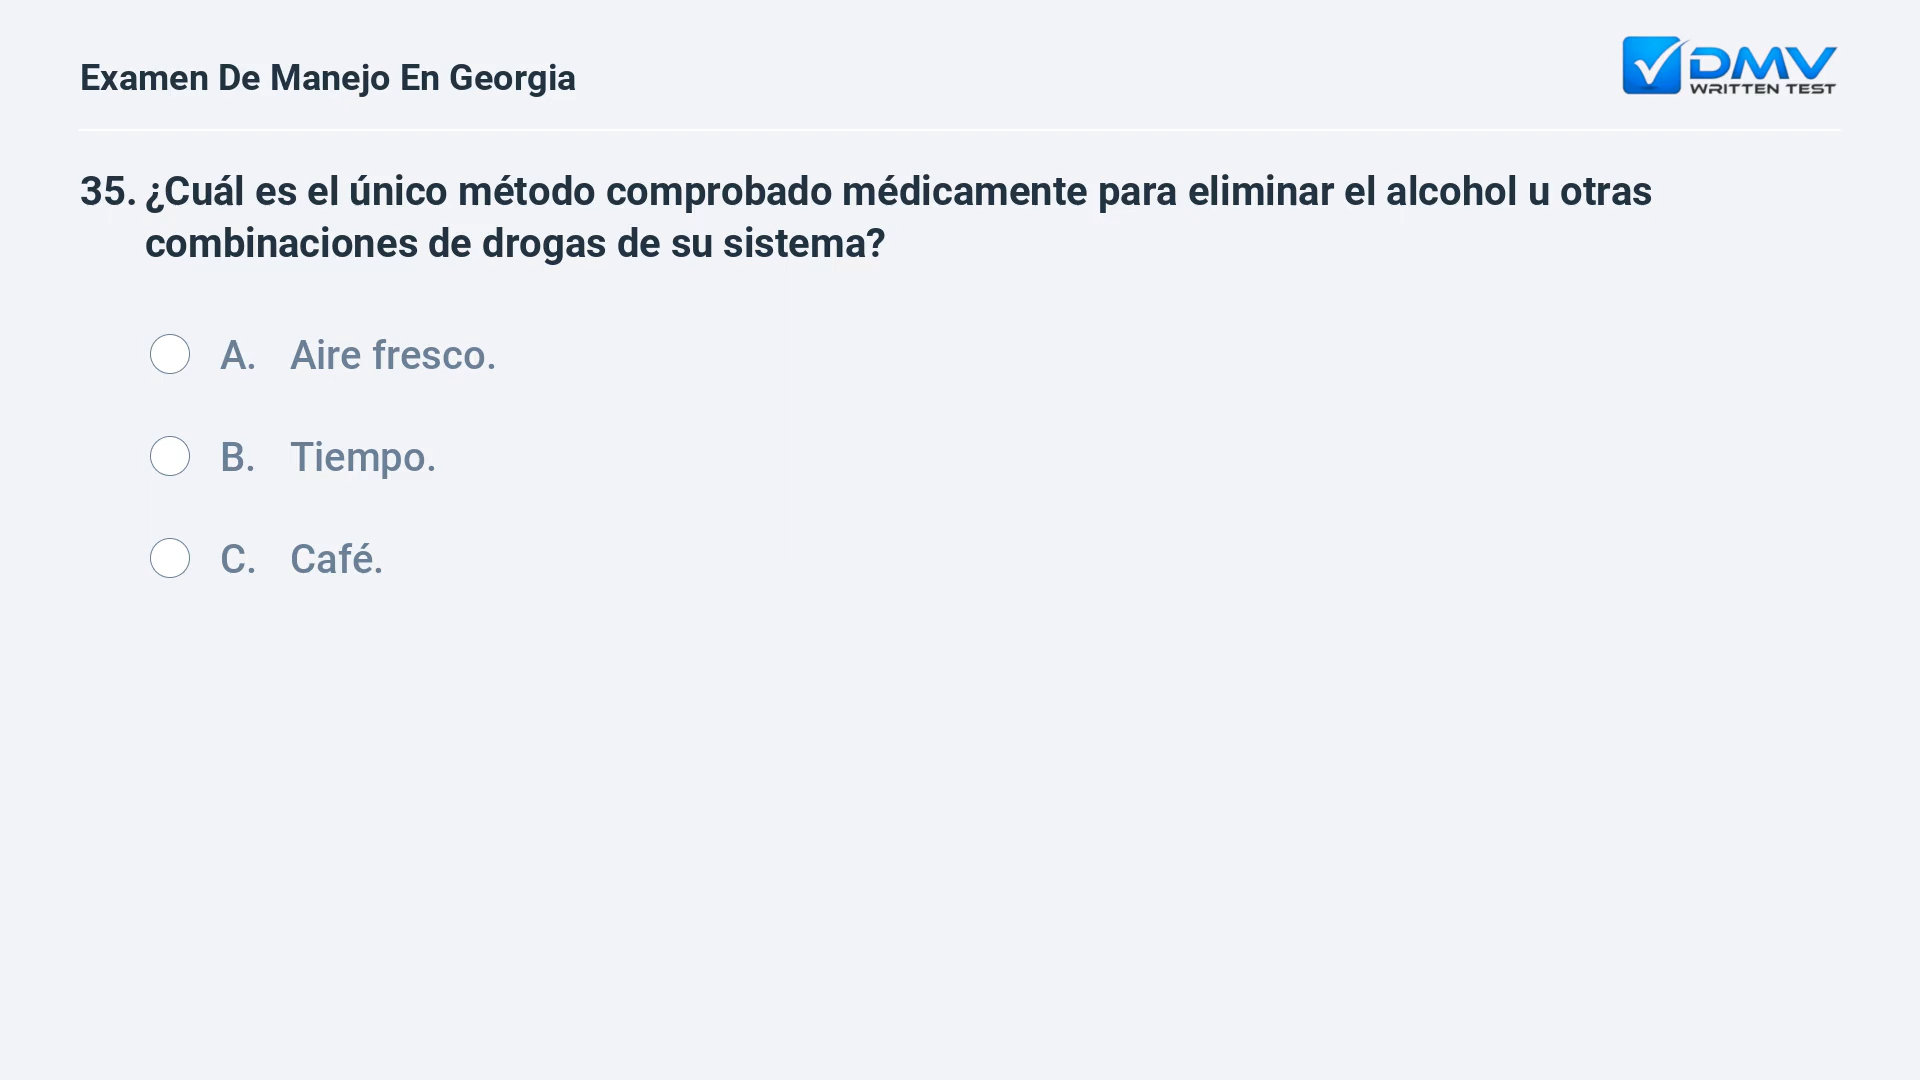 Examen De Manejo En Georgia
DMV
WRITTEN TEST
35. ¿Cuál es el único método comprobado médicamente para eliminar el alcohol u otras
combinaciones de drogas de su sistema?
A. Aire fresco.
B. Tiempo.
C. Café.